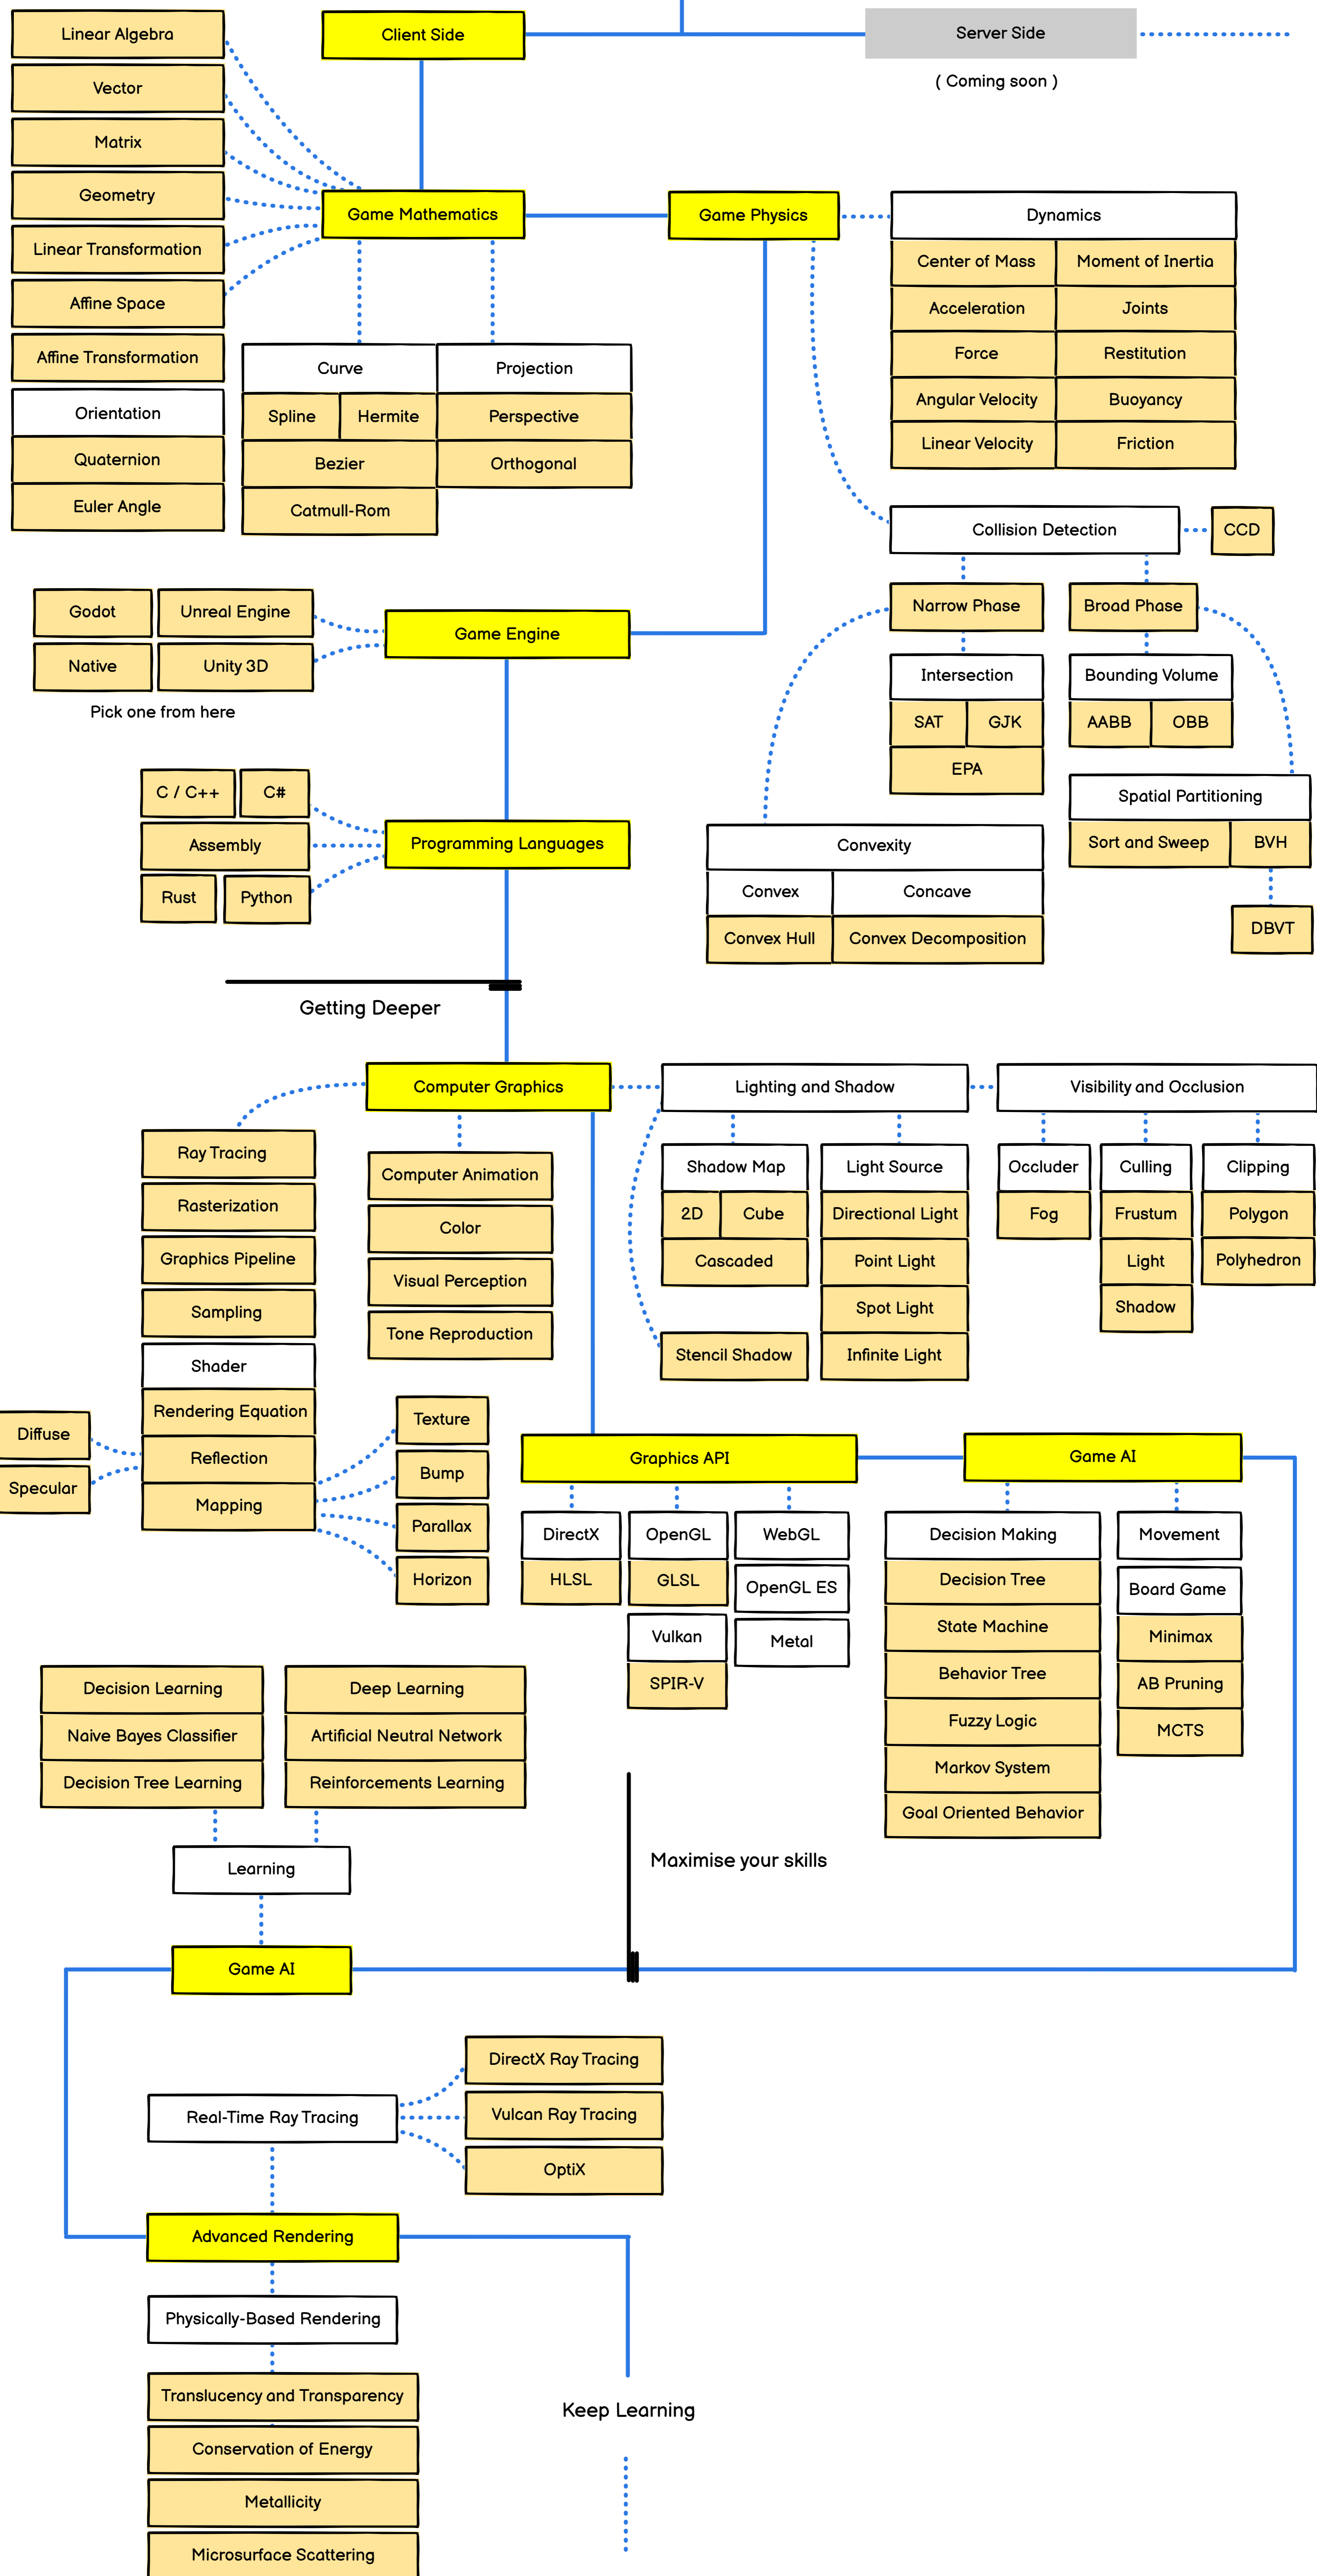 Linear Algebra
Client Side
Server Side
( Coming soon )
Vector
Matrix
Geometry
Linear Transformation
Affine Space
Affine Transformation
Orientation
Quaternion
Euler Angle
Game Mathematics
Game Physics
Dynamics
Center of Mass
Moment of Inertia
Acceleration
Joints
Force
Restitution
Angular Velocity
Buoyancy
Linear Velocity
Friction
Curve
Projection
Spline
Hermite
Perspective
Bezier
Orthogonal
Catmull-Rom
Collision Detection
CCD
Narrow Phase
Broad Phase
Intersection
SAT
GJK
EPA
Bounding Volume
AABB
OBB
Spatial Partitioning
Sort and Sweep
BVH
DBVT
Convexity
Convex
Concave
Convex Hull
Convex Decomposition
Godot
Unreal Engine
Native
Unity 3D
Pick one from here
Game Engine
C / C++
C#
Assembly
Rust
Python
Programming Languages
Getting Deeper
Computer Graphics
Lighting and Shadow
Visibility and Occlusion
Ray Tracing
Rasterization
Graphics Pipeline
Sampling
Shader
Rendering Equation
Reflection
Mapping
Diffuse
Specular
Computer Animation
Color
Visual Perception
Tone Reproduction
Texture
Bump
Parallax
Horizon
Shadow Map
2D
Cube
Cascaded
Stencil Shadow
Light Source
Directional Light
Point Light
Spot Light
Infinite Light
Occluder
Fog
Culling
Frustum
Light
Shadow
Clipping
Polygon
Polyhedron
Graphics API
Game AI
DirectX
HLSL
OpenGL
GLSL
Vulkan
SPIR-V
WebGL
OpenGL ES
Metal
Decision Making
Decision Tree
State Machine
Behavior Tree
Fuzzy Logic
Markov System
Goal Oriented Behavior
Movement
Board Game
Minimax
AB Pruning
MCTS
Decision Learning
Naive Bayes Classifier
Decision Tree Learning
Deep Learning
Artificial Neutral Network
Reinforcements Learning
Learning
Maximise your skills
Game AI
DirectX Ray Tracing
Real-Time Ray Tracing
Vulcan Ray Tracing
OptiX
Advanced Rendering
Physically-Based Rendering
Translucency and Transparency
Conservation of Energy
Metallicity
Microsurface Scattering
Keep Learning